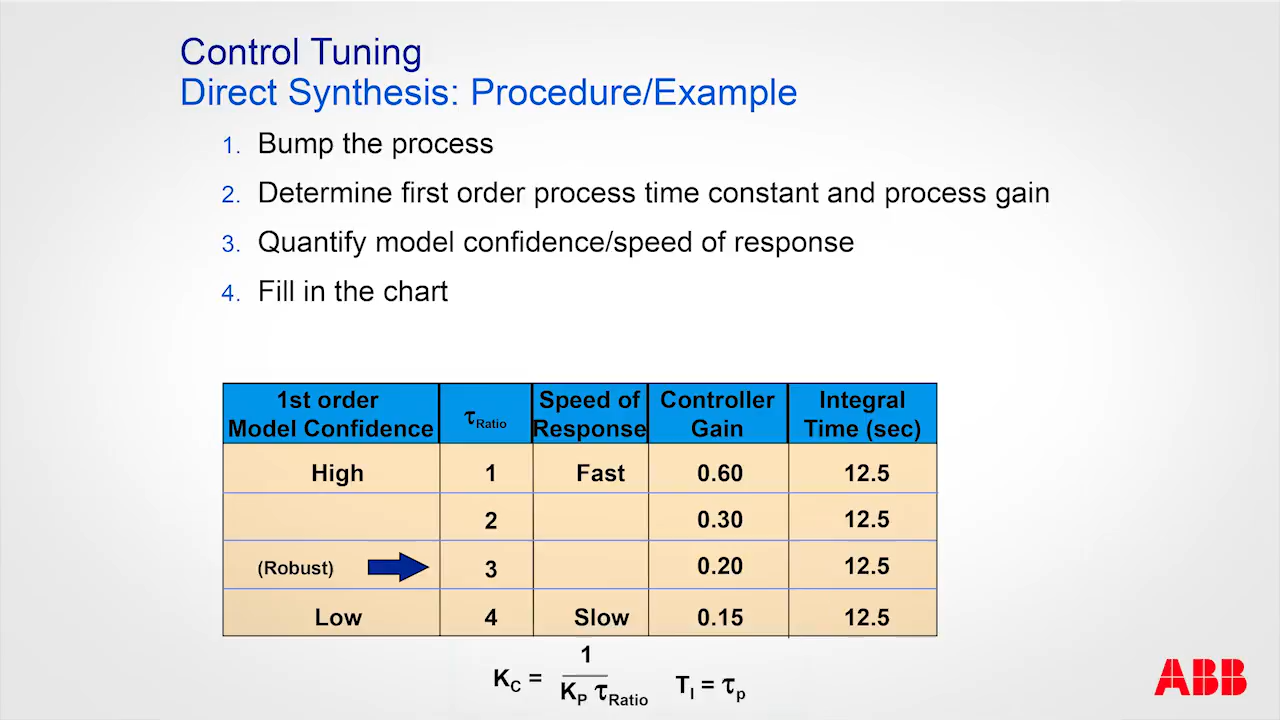 Control Tuning
Direct Synthesis: Procedure/Example
1. Bump the process
2. Determine first order process time constant and process gain
3. Quantify model confidence/speed of response
4. Fill in the chart
1st order Model Confidence τRatio Speed of Response Controller Gain Integral Time (sec)
High 1 Fast 0.60 12.5
2 0.30 12.5
(Robust) 3 0.20 12.5
Low 4 Slow 0.15 12.5
KC = 1 / KP τRatio TI = τp
ABB